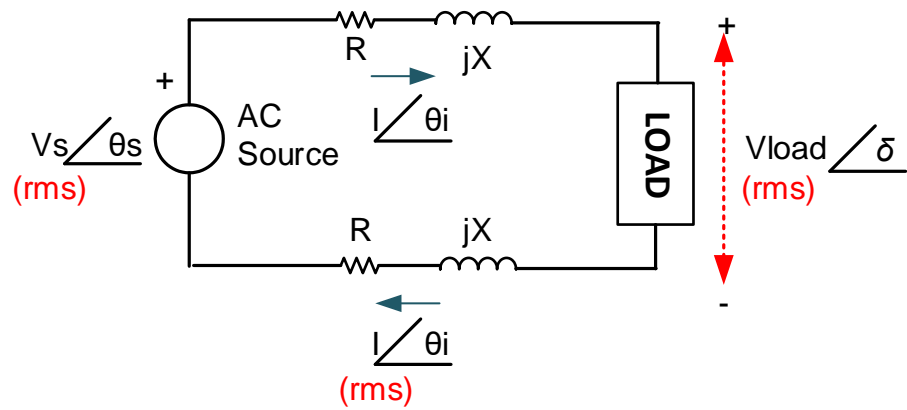 R
jX
+
+
I∠θi
AC
Source
Vs∠θs
(rms)
LOAD
Vload∠δ
(rms)
R
jX
-
I∠θi
(rms)